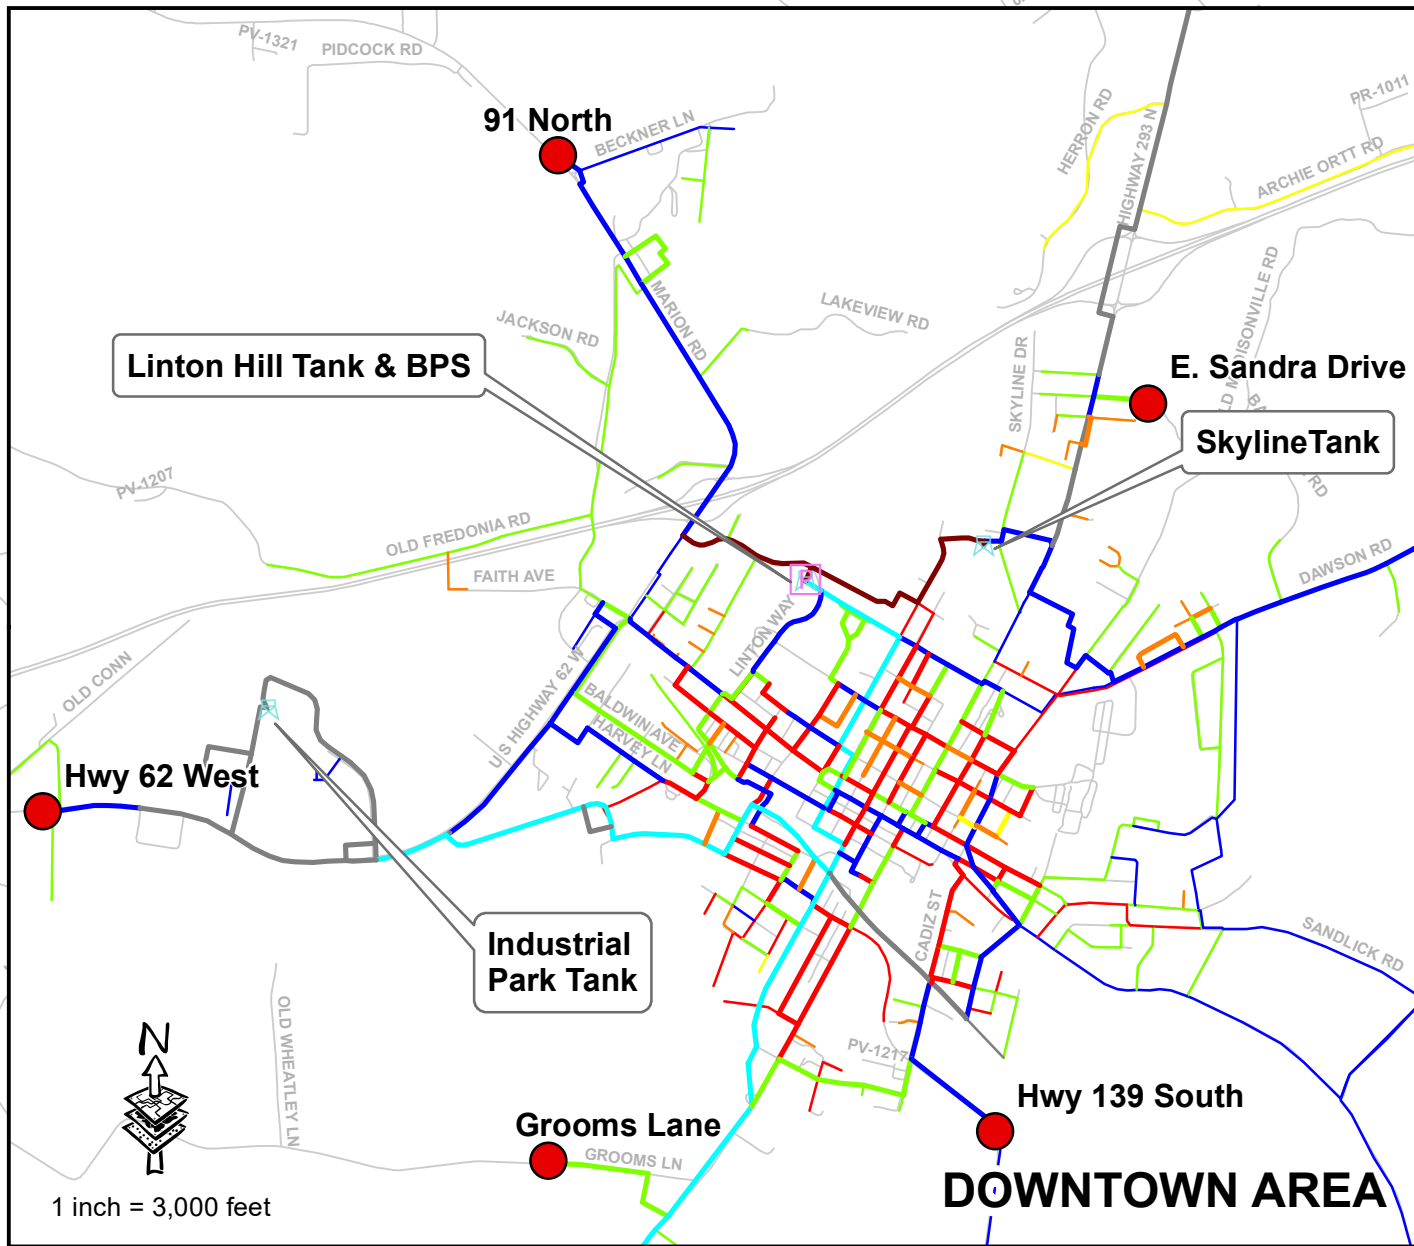 PV-1321
PIDCOCK RD
91 North
BECKNER LN
HERRON RD
HIGHWAY 293 N
PR-1011
ARCHIE ORTT RD
MARION RD
JACKSON RD
LAKEVIEW RD
Linton Hill Tank & BPS
SKYLINE DR
E. Sandra Drive
SkylineTank
PV-1207
OLD FREDONIA RD
FAITH AVE
DAWSON RD
LINTON WAY
P
OLD CONN
US HIGHWAY 62 W
BALDWIN AVE
HARVEY LN
Hwy 62 West
CADIZ ST
SANDLICK RD
Industrial
Park Tank
OLD WHEATLEY LN
N
PV-1217
Hwy 139 South
Grooms Lane
GROOMS LN
DOWNTOWN AREA
1 inch = 3,000 feet